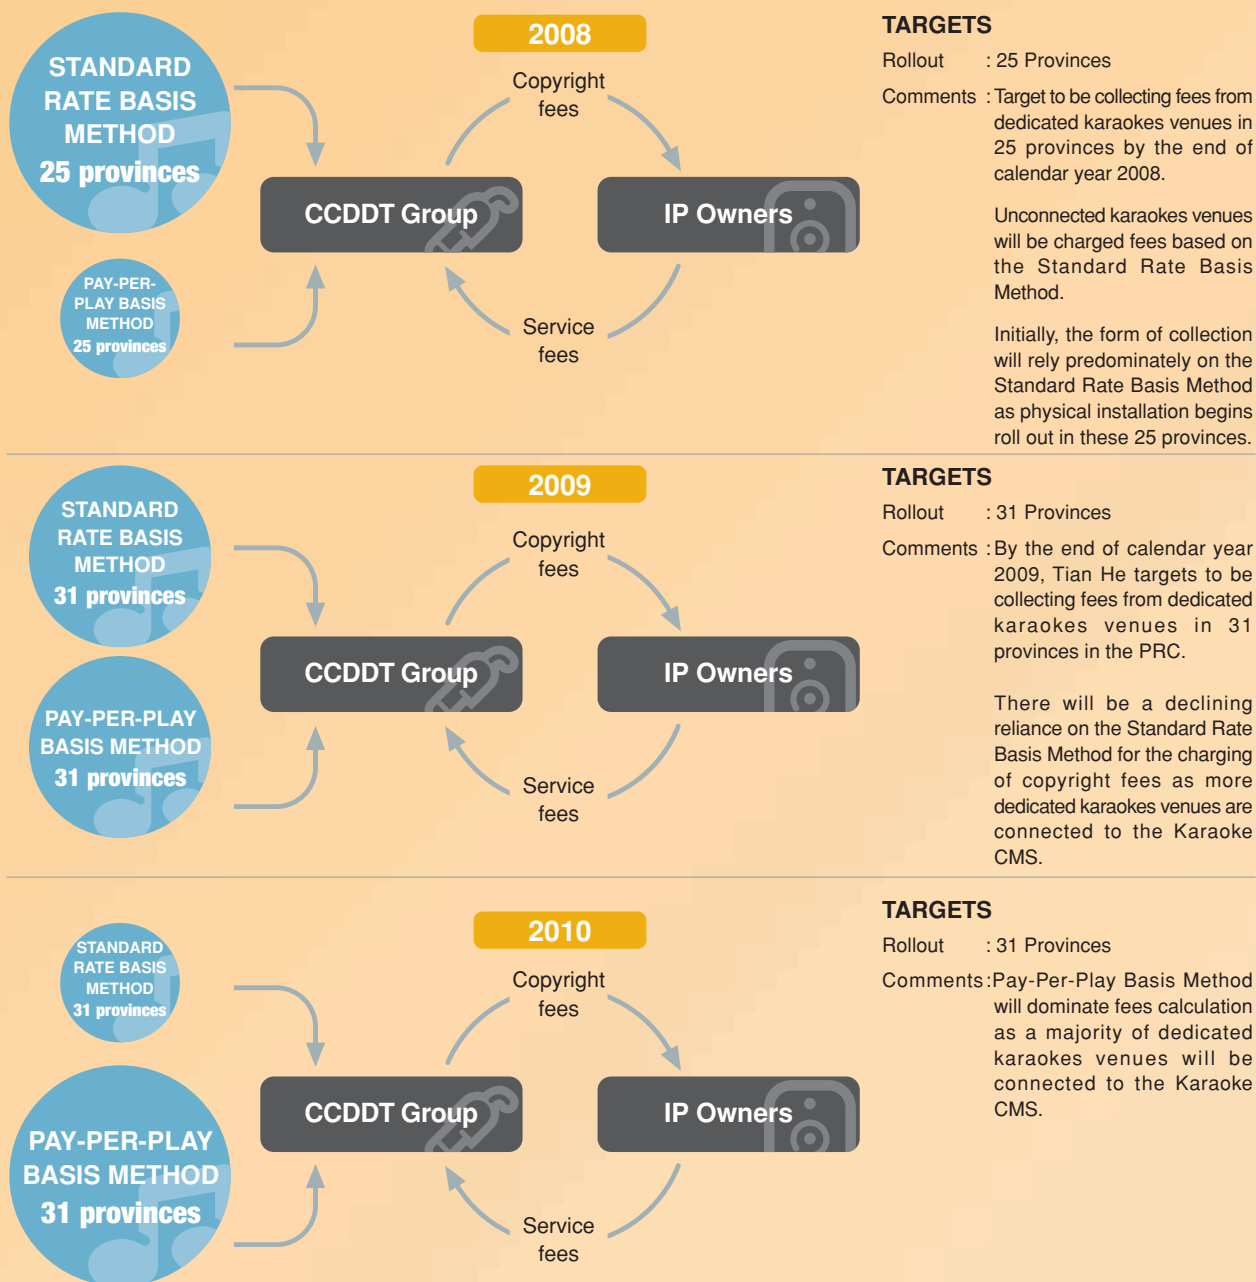 STANDARD
RATE BASIS
METHOD
25 provinces
PAY-PER-
PLAY BASIS
METHOD
25 provinces
2008
Copyright
fees
CCDDT Group
IP Owners
Service
fees
TARGETS
Rollout : 25 Provinces
Comments : Target to be collecting fees from
dedicated karaokes venues in
25 provinces by the end of
calendar year 2008.
Unconnected karaokes venues
will be charged fees based on
the Standard Rate Basis
Method.
Initially, the form of collection
will rely predominately on the
Standard Rate Basis Method
as physical installation begins
roll out in these 25 provinces.
STANDARD
RATE BASIS
METHOD
31 provinces
PAY-PER-PLAY
BASIS METHOD
31 provinces
2009
Copyright
fees
CCDDT Group
IP Owners
Service
fees
TARGETS
Rollout : 31 Provinces
Comments : By the end of calendar year
2009, Tian He targets to be
collecting fees from dedicated
karaokes venues in 31
provinces in the PRC.
There will be a declining
reliance on the Standard Rate
Basis Method for the charging
of copyright fees as more
dedicated karaokes venues are
connected to the Karaoke
CMS.
STANDARD
RATE BASIS
METHOD
31 provinces
PAY-PER-PLAY
BASIS METHOD
31 provinces
2010
Copyright
fees
CCDDT Group
IP Owners
Service
fees
TARGETS
Rollout : 31 Provinces
Comments : Pay-Per-Play Basis Method
will dominate fees calculation
as a majority of dedicated
karaokes venues will be
connected to the Karaoke
CMS.